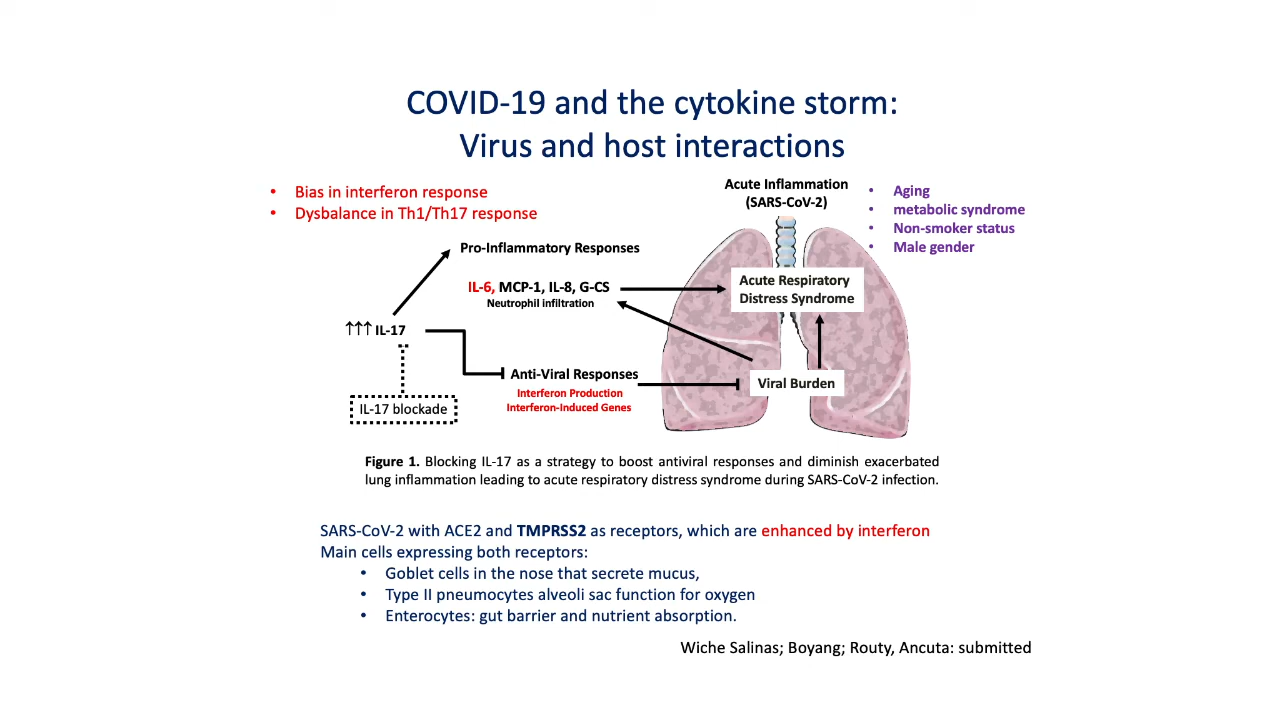 COVID-19 and the cytokine storm:
Virus and host interactions
• Bias in interferon response
• Dysbalance in Th1/Th17 response
Acute Inflammation
(SARS-CoV-2)
• Aging
• metabolic syndrome
• Non-smoker status
• Male gender
Pro-Inflammatory Responses
IL-6, MCP-1, IL-8, G-CS
Neutrophil infiltration
Acute Respiratory
Distress Syndrome
↑↑↑ IL-17
Anti-Viral Responses
Interferon Production
Interferon-Induced Genes
Viral Burden
IL-17 blockade
Figure 1. Blocking IL-17 as a strategy to boost antiviral responses and diminish exacerbated
lung inflammation leading to acute respiratory distress syndrome during SARS-CoV-2 infection.
SARS-CoV-2 with ACE2 and TMPRSS2 as receptors, which are enhanced by interferon
Main cells expressing both receptors:
• Goblet cells in the nose that secrete mucus,
• Type II pneumocytes alveoli sac function for oxygen
• Enterocytes: gut barrier and nutrient absorption.
Wiche Salinas; Boyang; Routy, Ancuta: submitted